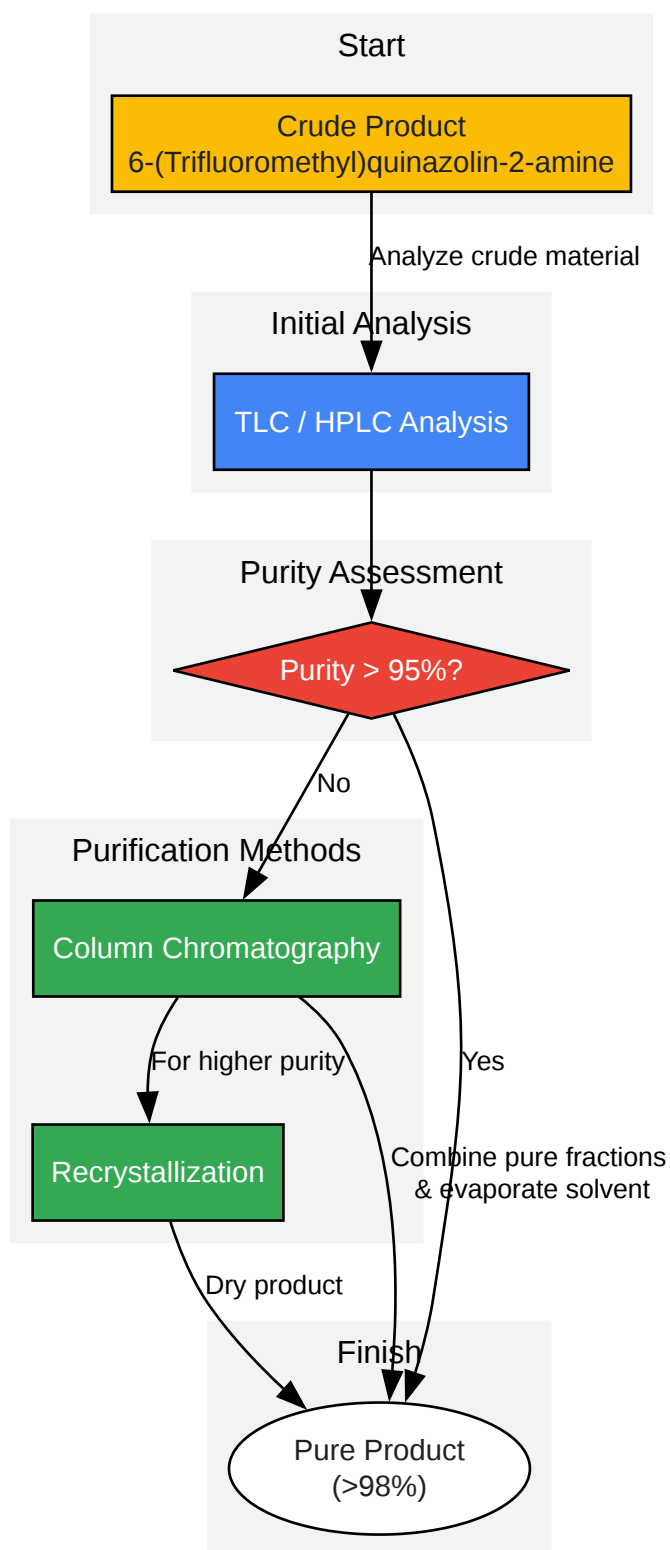 Start
Crude Product
6-(Trifluoromethyl)quinazolin-2-amine
Analyze crude material
Initial Analysis
TLC / HPLC Analysis
Purity Assessment
Purity > 95%?
No
Purification Methods
Column Chromatography
For higher purity
Yes
Combine pure fractions
& evaporate solvent
Recrystallization
Dry product
Finish
Pure Product
(>98%)